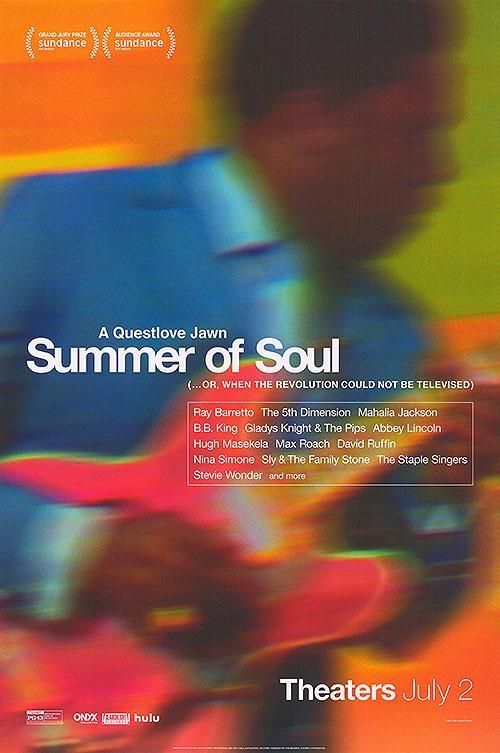 GRAND JURY PRIZE
sundance
AUDIENCE AWARD
sundance
A Questlove Jawn
Summer of Soul
(...OR, WHEN THE REVOLUTION COULD NOT BE TELEVISED)
Ray Barretto The 5th Dimension Mahalia Jackson
B.B. King Gladys Knight & The Pips Abbey Lincoln
Hugh Masekela Max Roach David Ruffin
Nina Simone Sly & The Family Stone The Staple Singers
Stevie Wonder and more
Theaters July 2
PG-13
ONYX
hulu